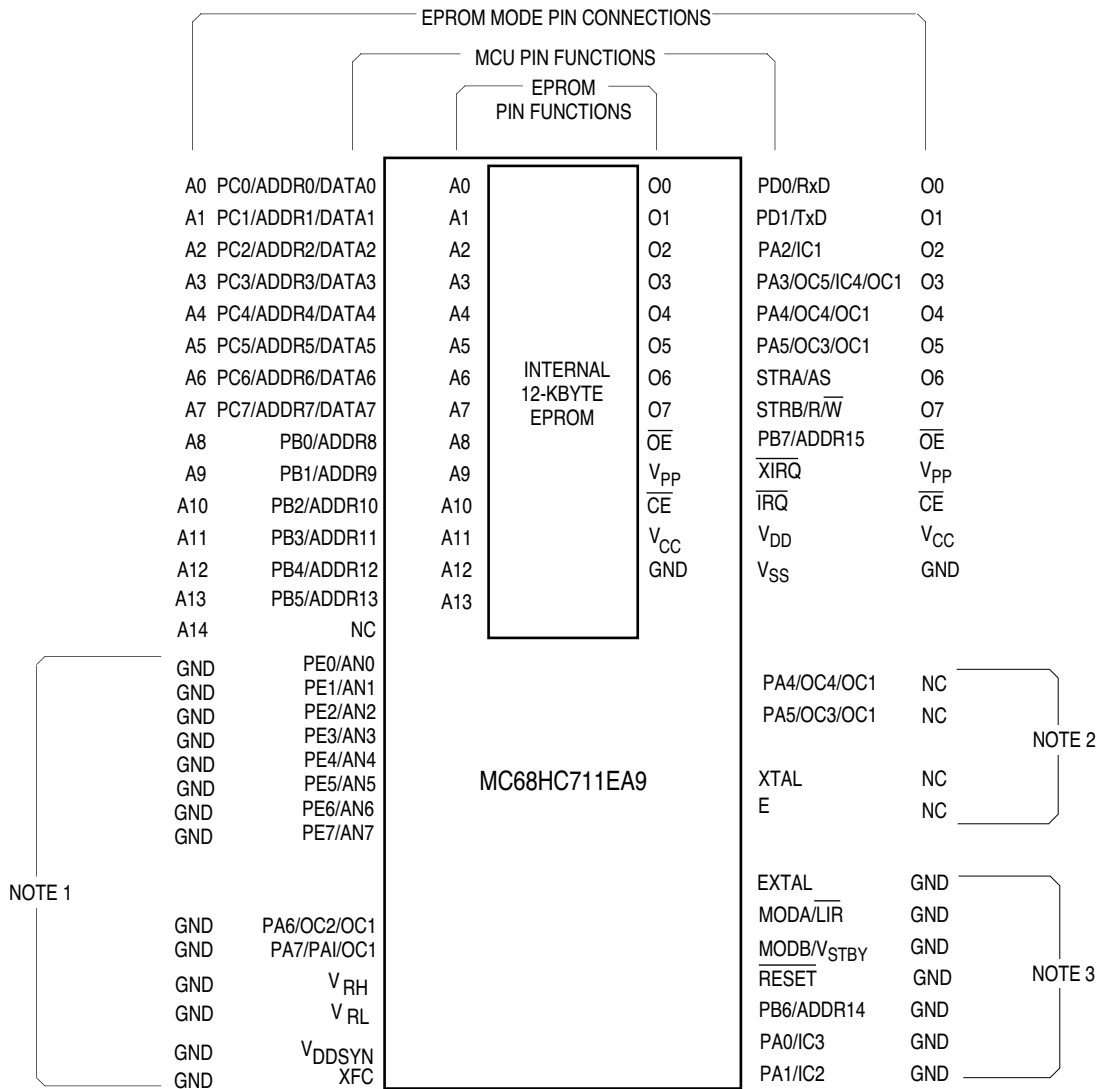 EPROM MODE PIN CONNECTIONS
MCU PIN FUNCTIONS
EPROM
PIN FUNCTIONS
A0 PC0/ADDR0/DATA0 A0 O0 PD0/RxD O0
A1 PC1/ADDR1/DATA1 A1 O1 PD1/TxD O1
A2 PC2/ADDR2/DATA2 A2 O2 PA2/IC1 O2
A3 PC3/ADDR3/DATA3 A3 O3 PA3/OC5/IC4/OC1 O3
A4 PC4/ADDR4/DATA4 A4 O4 PA4/OC4/OC1 O4
A5 PC5/ADDR5/DATA5 A5 O5 PA5/OC3/OC1 O5
A6 PC6/ADDR6/DATA6 A6 O6 STRA/AS O6
A7 PC7/ADDR7/DATA7 A7 O7 STRB/R/W̅ O7
INTERNAL
12-KBYTE
EPROM
A8 PB0/ADDR8 A8 O̅E̅ PB7/ADDR15 O̅E̅
A9 PB1/ADDR9 A9 VPP X̅I̅R̅Q̅ VPP
A10 PB2/ADDR10 A10 C̅E̅ I̅R̅Q̅ C̅E̅
A11 PB3/ADDR11 A11 VCC VDD VCC
A12 PB4/ADDR12 A12 GND VSS GND
A13 PB5/ADDR13 A13
A14 NC
GND PE0/AN0
GND PE1/AN1
GND PE2/AN2
GND PE3/AN3
GND PE4/AN4
GND PE5/AN5
GND PE6/AN6
GND PE7/AN7
NOTE 1
GND PA6/OC2/OC1
GND PA7/PAI/OC1
GND VRH
GND VRL
GND VDDSYN
GND XFC
MC68HC711EA9
PA4/OC4/OC1 NC
PA5/OC3/OC1 NC
NOTE 2
XTAL NC
E NC
EXTAL GND
MODA/L̅I̅R̅ GND
MODB/VSTBY GND
R̅E̅S̅E̅T̅ GND
NOTE 3
PB6/ADDR14 GND
PA0/IC3 GND
PA1/IC2 GND